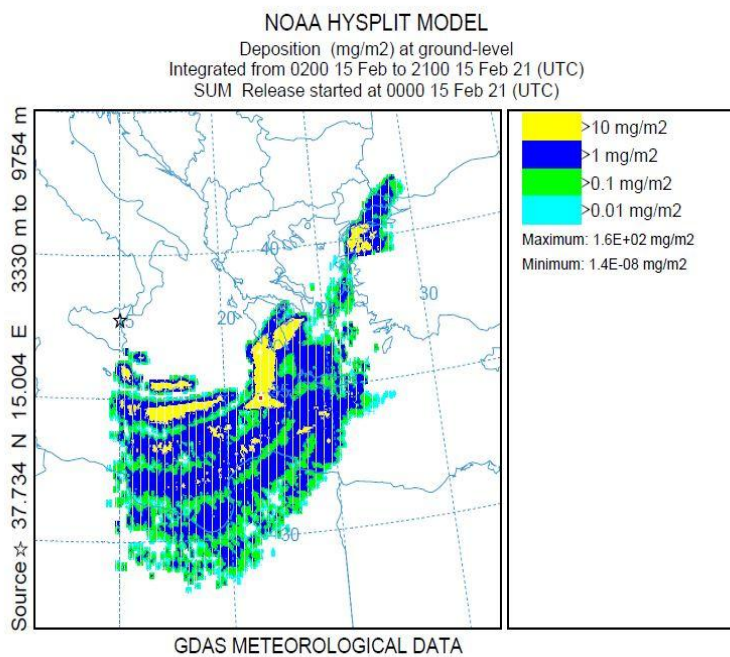 NOAA HYSPLIT MODEL
Deposition (mg/m2) at ground-level
Integrated from 0200 15 Feb to 2100 15 Feb 21 (UTC)
SUM Release started at 0000 15 Feb 21 (UTC)
Source ☆ 37.734 N 15.004 E 3330 m to 9754 m
40
30
20
15
30
>10 mg/m2
>1 mg/m2
>0.1 mg/m2
>0.01 mg/m2
Maximum: 1.6E+02 mg/m2
Minimum: 1.4E-08 mg/m2
GDAS METEOROLOGICAL DATA